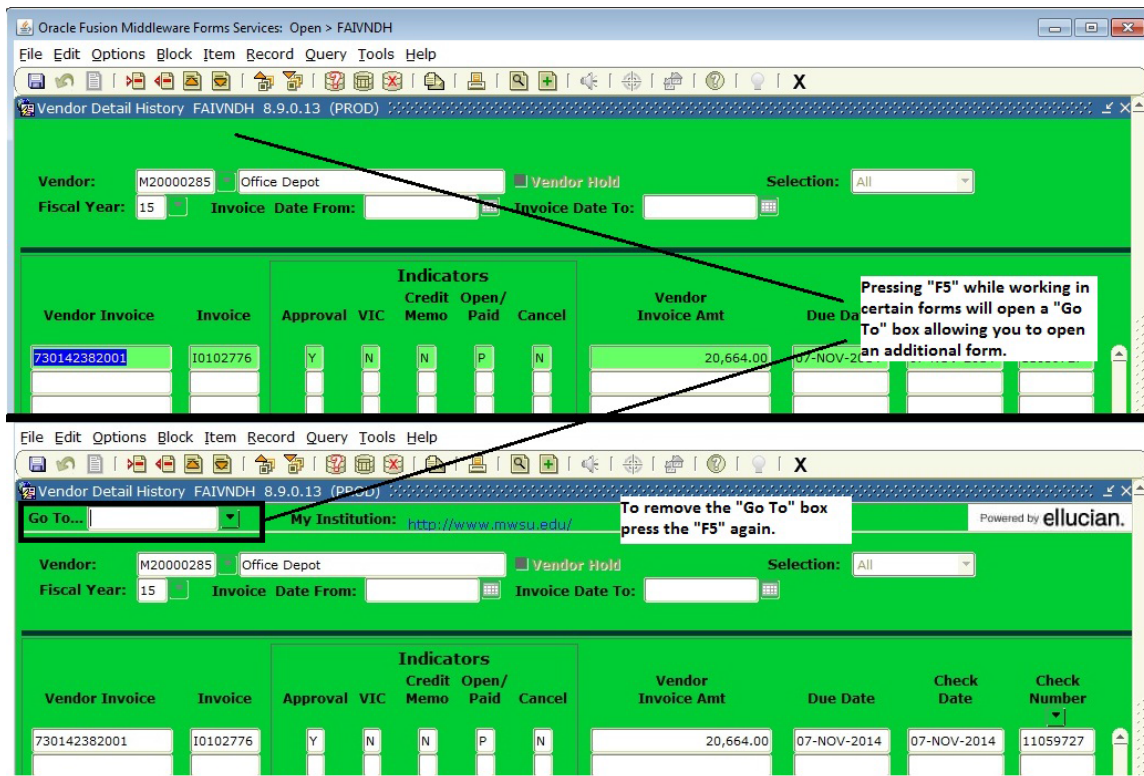 Oracle Fusion Middleware Forms Services: Open > FAIVNDH
File Edit Options Block Item Record Query Tools Help
X
Vendor Detail History FAIVNDH 8.9.0.13 (PROD)
Vendor: M20000285 Office Depot Vendor Hold Selection: All
Fiscal Year: 15 Invoice Date From: Invoice Date To:
Indicators
Credit Open/ Vendor
Vendor Invoice Invoice Approval VIC Memo Paid Cancel Invoice Amt Due
Pressing "F5" while working in
certain forms will open a "Go
To" box allowing you to open
an additional form.
730142382001 I0102776 Y N N P N 20,664.00
File Edit Options Block Item Record Query Tools Help
X
Vendor Detail History FAIVNDH 8.9.0.13 (PROD)
Go To... My Institution: http://www.mwsu.edu/ Powered by ellucian.
To remove the "Go To" box
press the "F5" again.
Vendor: M20000285 Office Depot Vendor Hold Selection: All
Fiscal Year: 15 Invoice Date From: Invoice Date To:
Indicators
Credit Open/ Vendor Check Check
Vendor Invoice Invoice Approval VIC Memo Paid Cancel Invoice Amt Due Date Date Number
730142382001 I0102776 Y N N P N 20,664.00 07-NOV-2014 07-NOV-2014 11059727